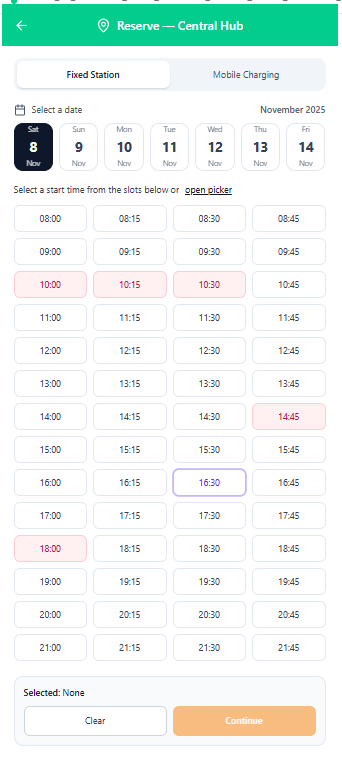 Reserve — Central Hub
Fixed Station Mobile Charging
Select a date November 2025
Sat Sun Mon Tue Wed Thu Fri
8 9 10 11 12 13 14
Nov Nov Nov Nov Nov Nov Nov
Select a start time from the slots below or open picker
08:00 08:15 08:30 08:45
09:00 09:15 09:30 09:45
10:00 10:15 10:30 10:45
11:00 11:15 11:30 11:45
12:00 12:15 12:30 12:45
13:00 13:15 13:30 13:45
14:00 14:15 14:30 14:45
15:00 15:15 15:30 15:45
16:00 16:15 16:30 16:45
17:00 17:15 17:30 17:45
18:00 18:15 18:30 18:45
19:00 19:15 19:30 19:45
20:00 20:15 20:30 20:45
21:00 21:15 21:30 21:45
Selected: None
Clear Continue